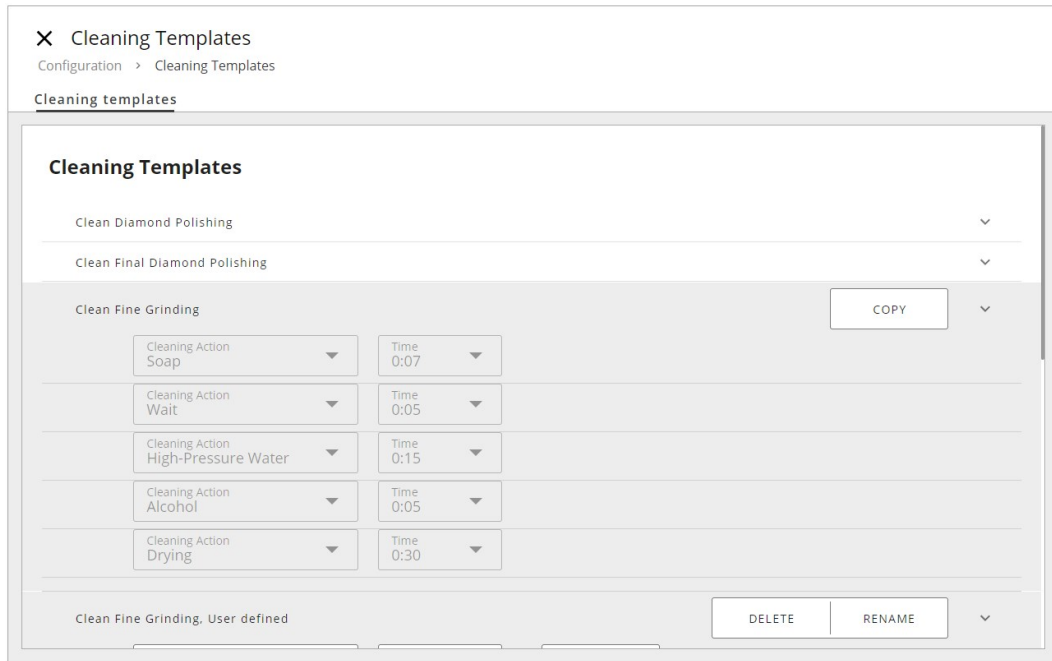 Cleaning Templates
Configuration > Cleaning Templates
Cleaning templates
Cleaning Templates
Clean Diamond Polishing
Clean Final Diamond Polishing
Clean Fine Grinding COPY
Cleaning Action Time
Soap 0:07
Cleaning Action Time
Wait 0:05
Cleaning Action Time
High-Pressure Water 0:15
Cleaning Action Time
Alcohol 0:05
Cleaning Action Time
Drying 0:30
Clean Fine Grinding, User defined DELETE RENAME